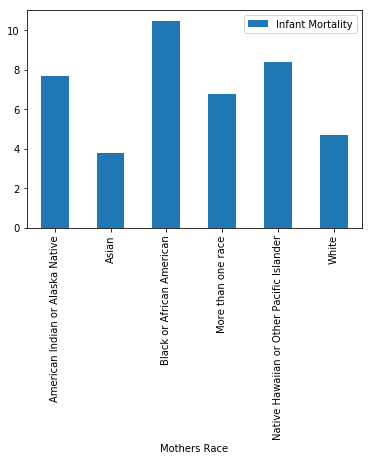 Infant Mortality
10
8
6
4
2
0
American Indian or Alaska Native
Asian
Black or African American
More than one race
Native Hawaiian or Other Pacific Islander
White
Mothers Race